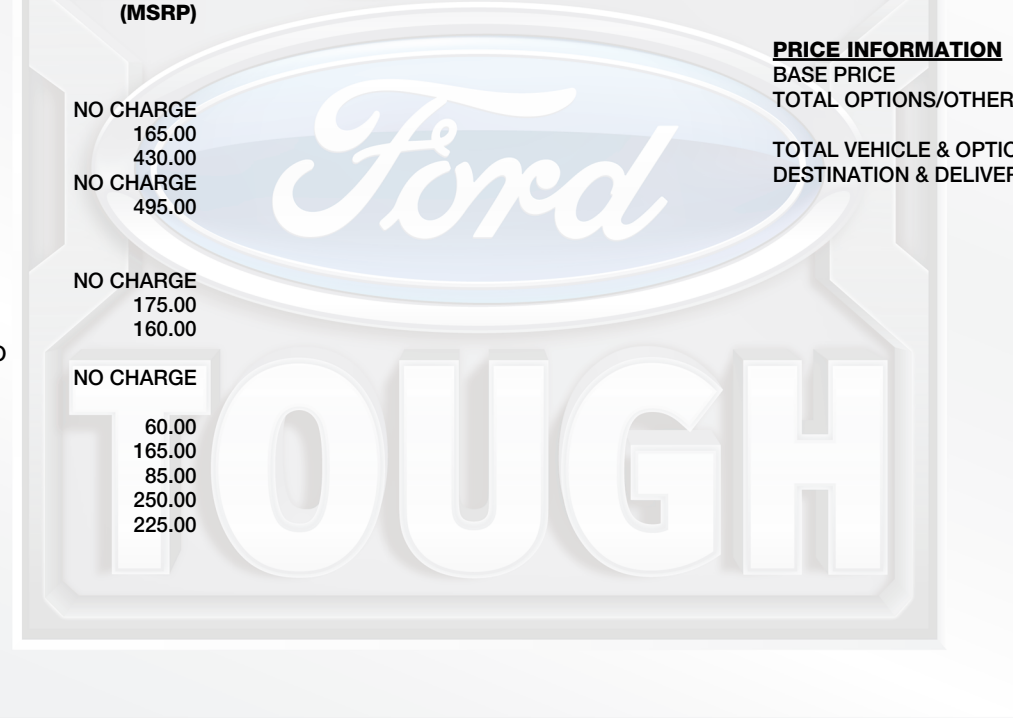 (MSRP)
NO CHARGE
165.00
430.00
NO CHARGE
495.00
NO CHARGE
175.00
160.00
NO CHARGE
60.00
165.00
85.00
250.00
225.00
PRICE INFORMATION
BASE PRICE
TOTAL OPTIONS/OTHER
TOTAL VEHICLE & OPTIO
DESTINATION & DELIVER
Ford
TOUGH